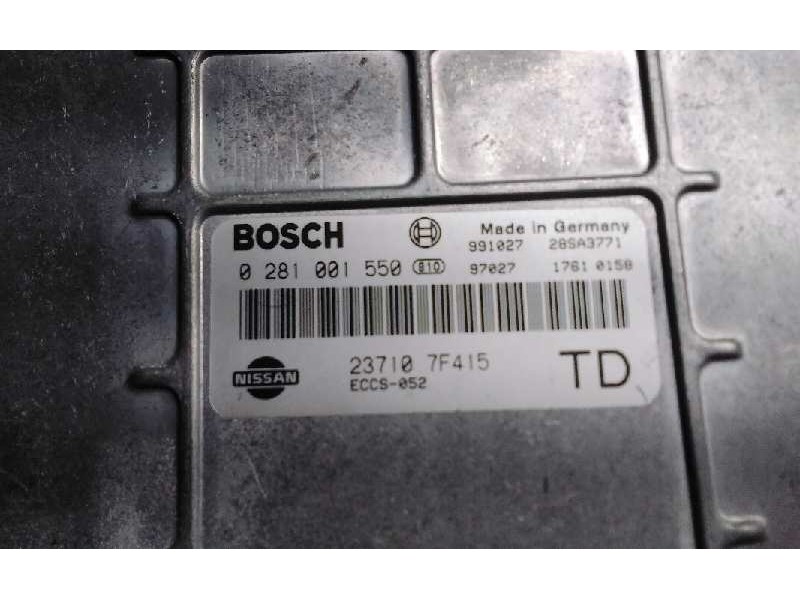 BOSCH
Made in Germany
991027 28SA3771
0 281 001 550 810 97027 1761 0158
NISSAN
23710 7F415
ECCS-052
TD